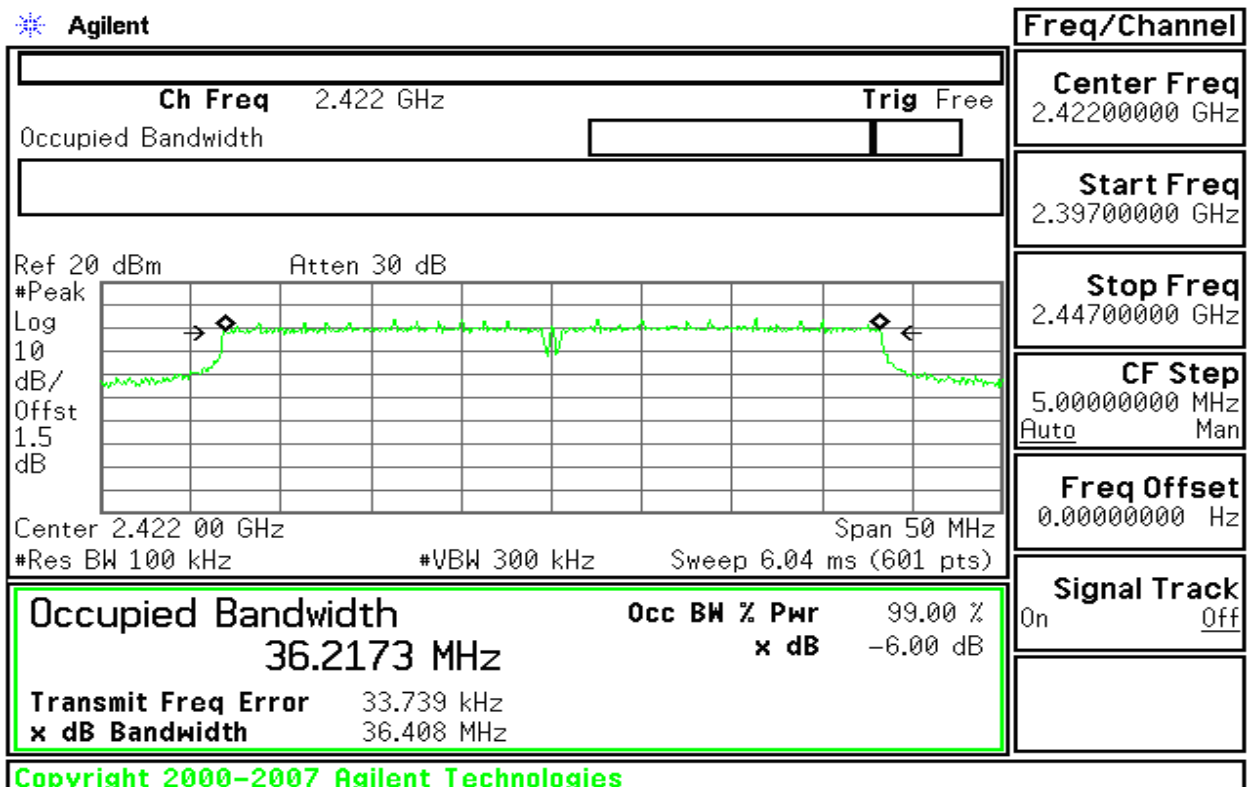 Agilent
Ch Freq 2.422 GHz Trig Free
Occupied Bandwidth
Ref 20 dBm Atten 30 dB
#Peak
Log
10
dB/
Offst
1.5
dB
Center 2.422 00 GHz Span 50 MHz
#Res BW 100 kHz #VBW 300 kHz Sweep 6.04 ms (601 pts)
Occupied Bandwidth Occ BW % Pwr 99.00 %
36.2173 MHz x dB -6.00 dB
Transmit Freq Error 33.739 kHz
x dB Bandwidth 36.408 MHz
Copyright 2000-2007 Agilent Technologies
Freq/Channel
Center Freq
2.42200000 GHz
Start Freq
2.39700000 GHz
Stop Freq
2.44700000 GHz
CF Step
5.00000000 MHz
Auto Man
Freq Offset
0.00000000 Hz
Signal Track
On Off